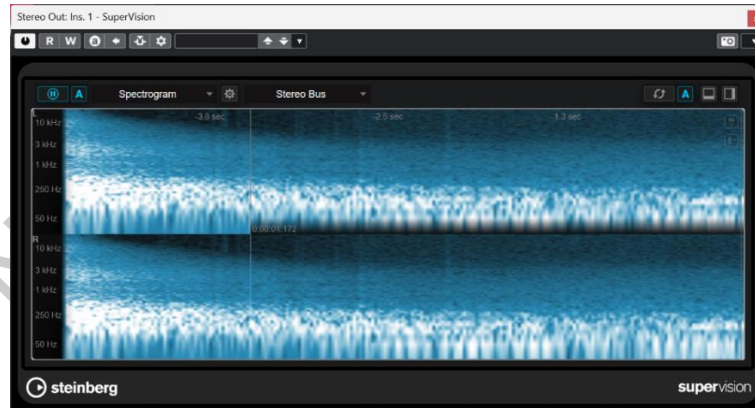 Stereo Out: Ins. 1 - SuperVision
R W
A Spectrogram Stereo Bus A
L -3.8 sec -2.5 sec -1.3 sec
10 kHz
3 kHz
1 kHz
250 Hz
50 Hz
0:00:01:172
R
10 kHz
3 kHz
1 kHz
250 Hz
50 Hz
steinberg supervision